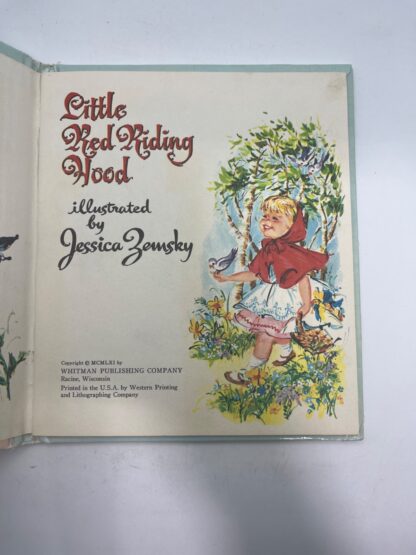 Little
Red Riding
Hood
illustrated
by
Jessica Zemsky
Copyright © MCMLXI by
WHITMAN PUBLISHING COMPANY
Racine, Wisconsin
Printed in the U.S.A. by Western Printing
and Lithographing Company